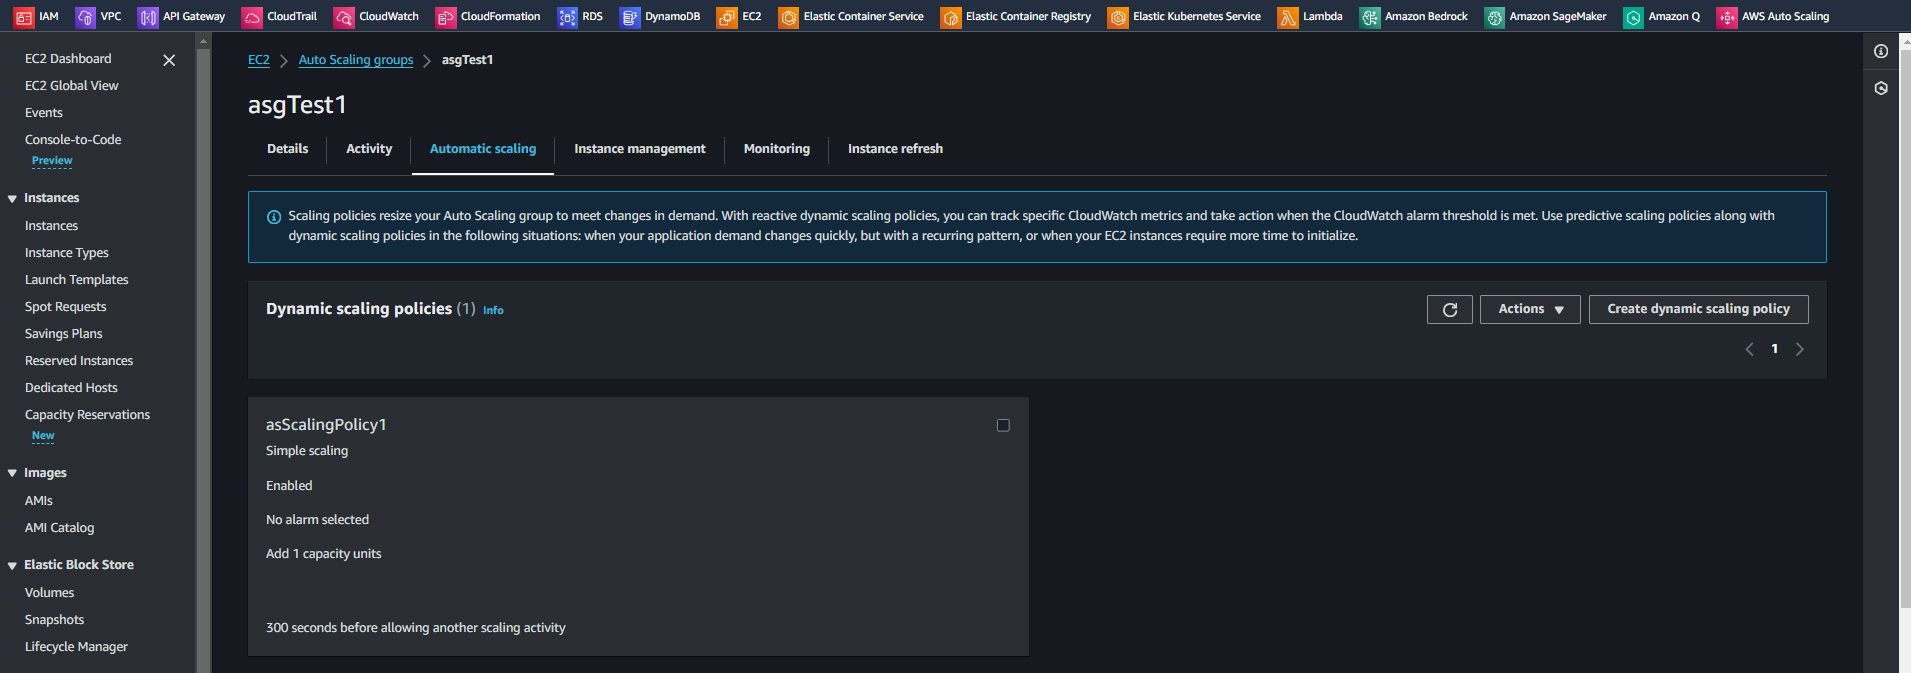 IAM VPC API Gateway CloudTrail CloudWatch CloudFormation RDS DynamoDB EC2 Elastic Container Service Elastic Container Registry Elastic Kubernetes Service Lambda Amazon Bedrock Amazon SageMaker Amazon Q AWS Auto Scaling
EC2 Dashboard
EC2 Global View
Events
Console-to-Code
Preview
Instances
Instances
Instance Types
Launch Templates
Spot Requests
Savings Plans
Reserved Instances
Dedicated Hosts
Capacity Reservations
New
Images
AMIs
AMI Catalog
Elastic Block Store
Volumes
Snapshots
Lifecycle Manager
EC2 > Auto Scaling groups > asgTest1
asgTest1
Details Activity Automatic scaling Instance management Monitoring Instance refresh
Scaling policies resize your Auto Scaling group to meet changes in demand. With reactive dynamic scaling policies, you can track specific CloudWatch metrics and take action when the CloudWatch alarm threshold is met. Use predictive scaling policies along with
dynamic scaling policies in the following situations: when your application demand changes quickly, but with a recurring pattern, or when your EC2 instances require more time to initialize.
Dynamic scaling policies (1) Info Actions Create dynamic scaling policy
1
asScalingPolicy1
Simple scaling
Enabled
No alarm selected
Add 1 capacity units
300 seconds before allowing another scaling activity